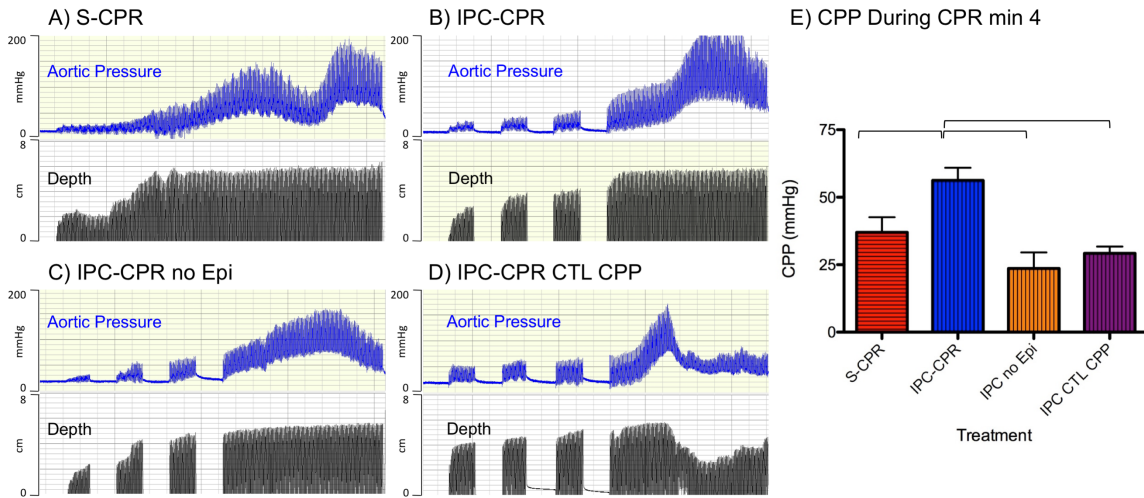 A) S-CPR
200
Aortic Pressure
mmHg
0
8
Depth
cm
0
B) IPC-CPR
200
Aortic Pressure
mmHg
0
8
Depth
cm
0
C) IPC-CPR no Epi
200
Aortic Pressure
mmHg
0
8
Depth
cm
0
D) IPC-CPR CTL CPP
200
Aortic Pressure
mmHg
0
8
Depth
cm
0
E) CPP During CPR min 4
75
50
25
0
CPP (mmHg)
S-CPR
IPC-CPR
IPC no Epi
IPC CTL CPP
Treatment